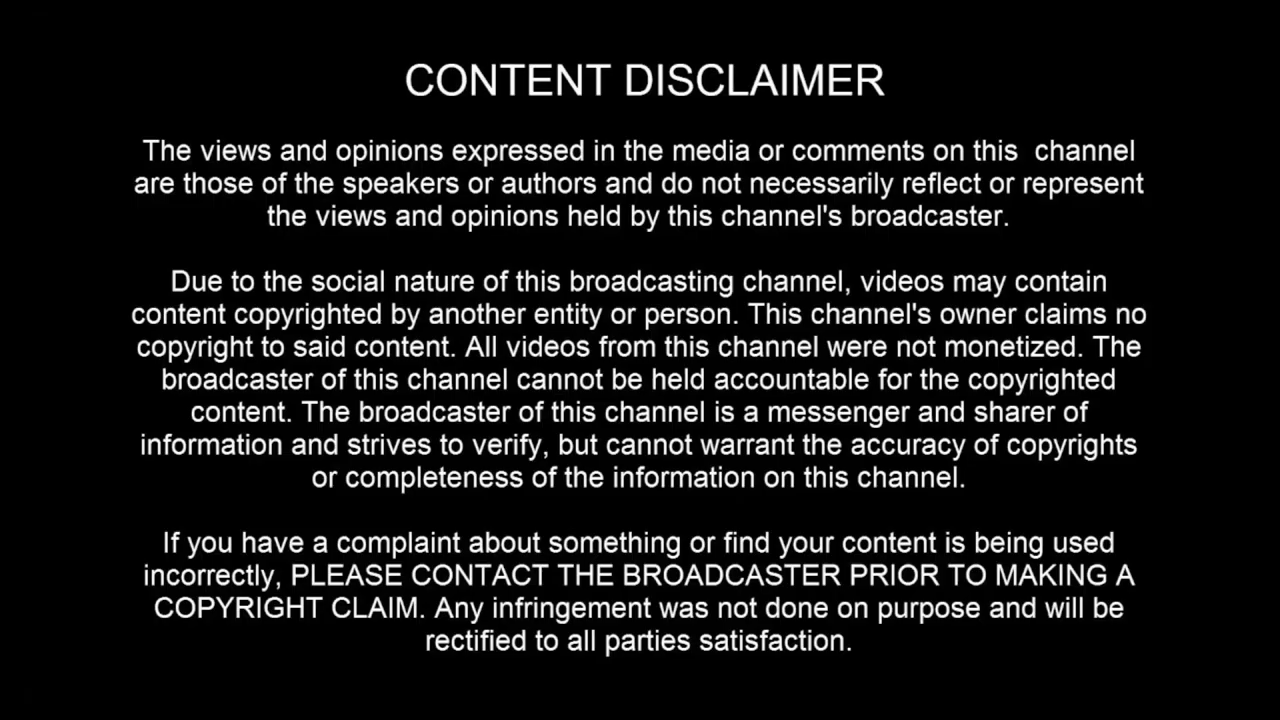 CONTENT DISCLAIMER
The views and opinions expressed in the media or comments on this  channel
are those of the speakers or authors and do not necessarily reflect or represent
the views and opinions held by this channel's broadcaster.
Due to the social nature of this broadcasting channel, videos may contain
content copyrighted by another entity or person. This channel's owner claims no
copyright to said content. All videos from this channel were not monetized. The
broadcaster of this channel cannot be held accountable for the copyrighted
content. The broadcaster of this channel is a messenger and sharer of
information and strives to verify, but cannot warrant the accuracy of copyrights
or completeness of the information on this channel.
If you have a complaint about something or find your content is being used
incorrectly, PLEASE CONTACT THE BROADCASTER PRIOR TO MAKING A
COPYRIGHT CLAIM. Any infringement was not done on purpose and will be
rectified to all parties satisfaction.